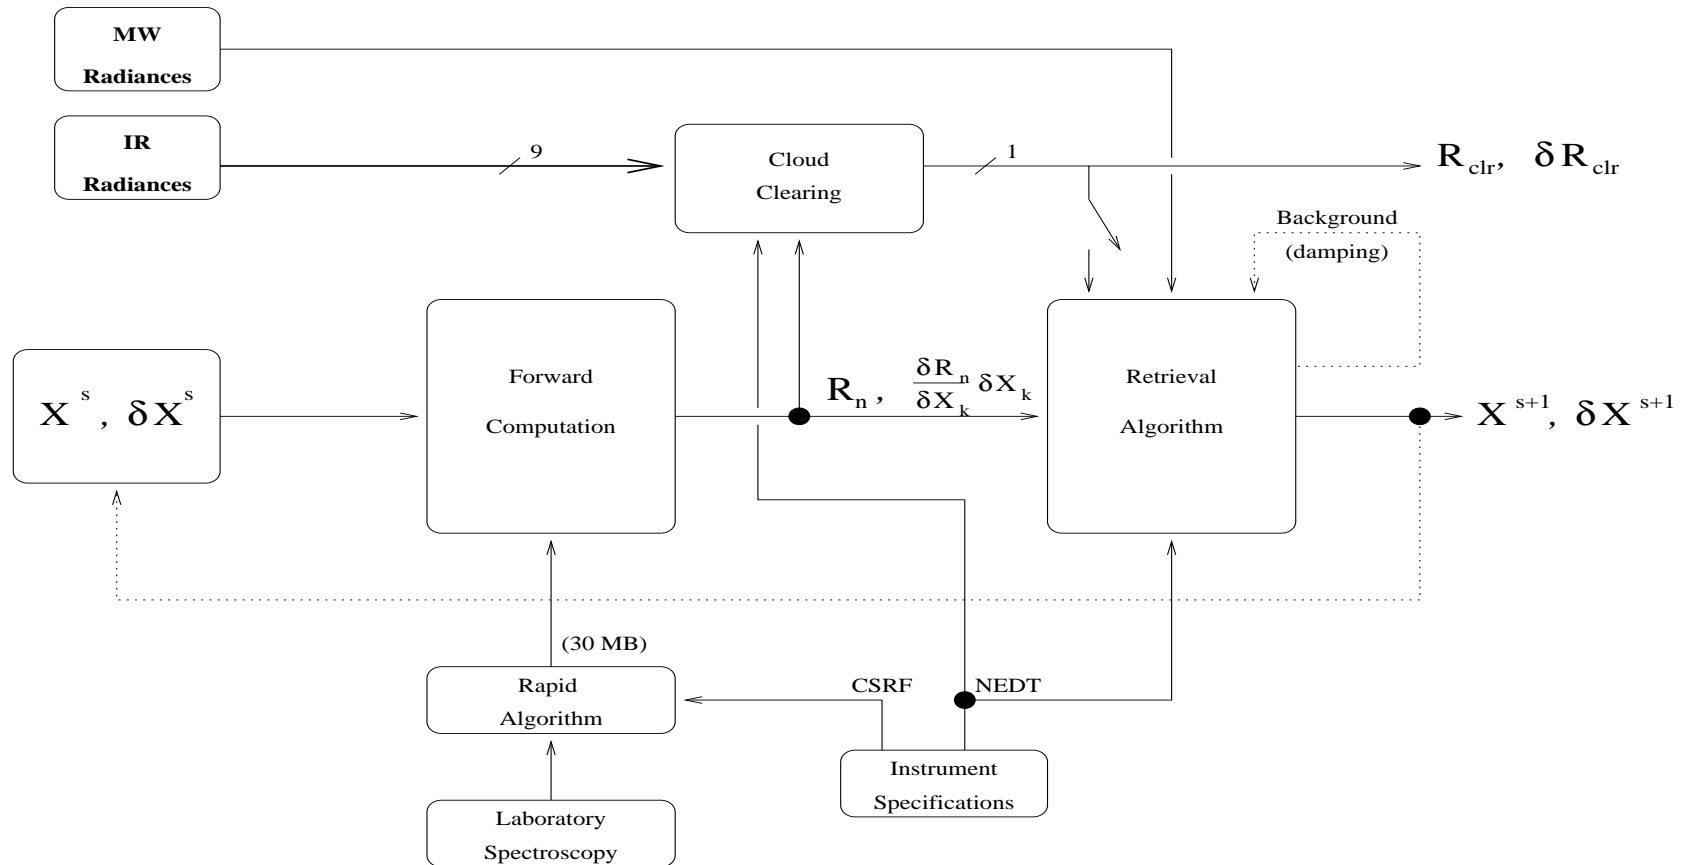 MW
Radiances
IR
Radiances
9
Cloud
Clearing
1
R_clr, δR_clr
Background
(damping)
X^s, δX^s
Forward
Computation
R_n, δR_n/δX_k δX_k
Retrieval
Algorithm
X^s+1, δX^s+1
(30 MB)
Rapid
Algorithm
CSRF
NEDT
Instrument
Specifications
Laboratory
Spectroscopy